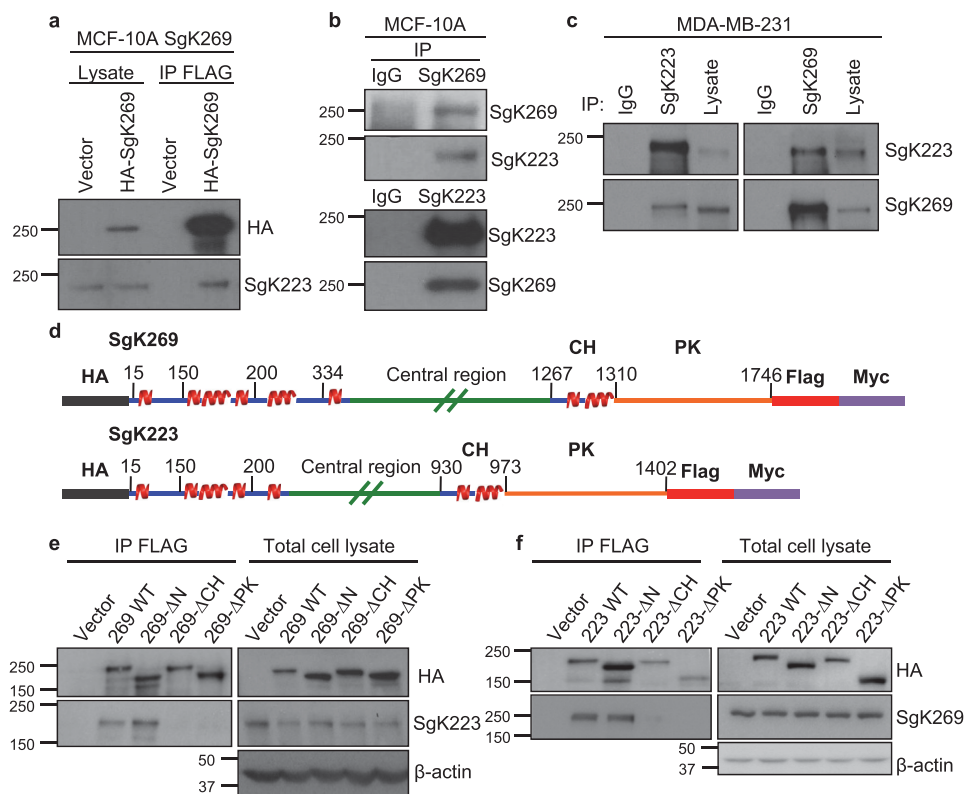 a
MCF-10A SgK269
Lysate IP FLAG
Vector
HA-SgK269
Vector
HA-SgK269
250
HA
250
SgK223
b
MCF-10A
IP
IgG SgK269
250
SgK269
250
SgK223
IgG SgK223
250
SgK223
250
SgK269
c
MDA-MB-231
IP:
IgG
SgK223
Lysate
IgG
SgK269
Lysate
250
SgK223
250
SgK269
d
SgK269
HA 15 150 200 334 Central region 1267 CH 1310 PK 1746 Flag Myc
SgK223
HA 15 150 200 Central region 930 CH 973 PK 1402 Flag Myc
e
IP FLAG Total cell lysate
Vector
269 WT
269-ΔN
269-ΔCH
269-ΔPK
Vector
269 WT
269-ΔN
269-ΔCH
269-ΔPK
250
150
HA
250
150
SgK223
50
37
β-actin
f
IP FLAG Total cell lysate
Vector
223 WT
223-ΔN
223-ΔCH
223-ΔPK
Vector
223 WT
223-ΔN
223-ΔCH
223-ΔPK
250
150
HA
250
150
SgK269
50
37
β-actin